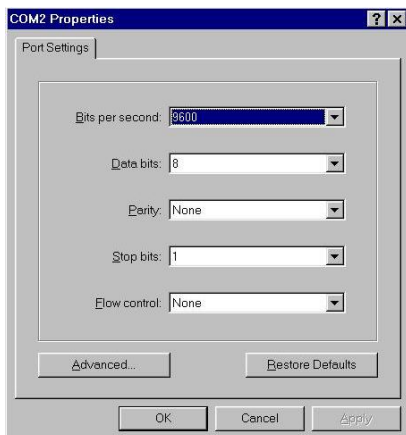 COM2 Properties
Port Settings
Bits per second: 9600
Data bits: 8
Parity: None
Stop bits: 1
Flow control: None
Advanced... Restore Defaults
OK Cancel Apply